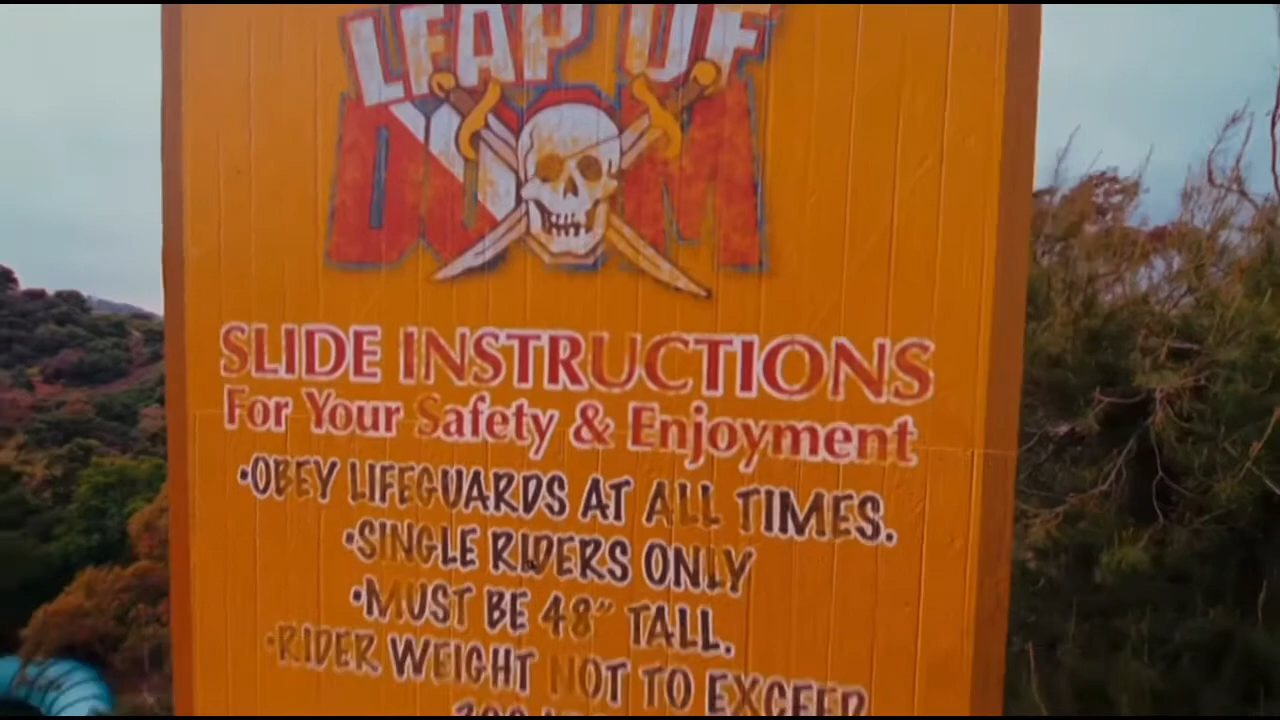 LEAP OF
DOOM
SLIDE INSTRUCTIONS
For Your Safety & Enjoyment
•OBEY LIFEGUARDS AT ALL TIMES.
•SINGLE RIDERS ONLY
•MUST BE 48" TALL.
•RIDER WEIGHT NOT TO EXCEED